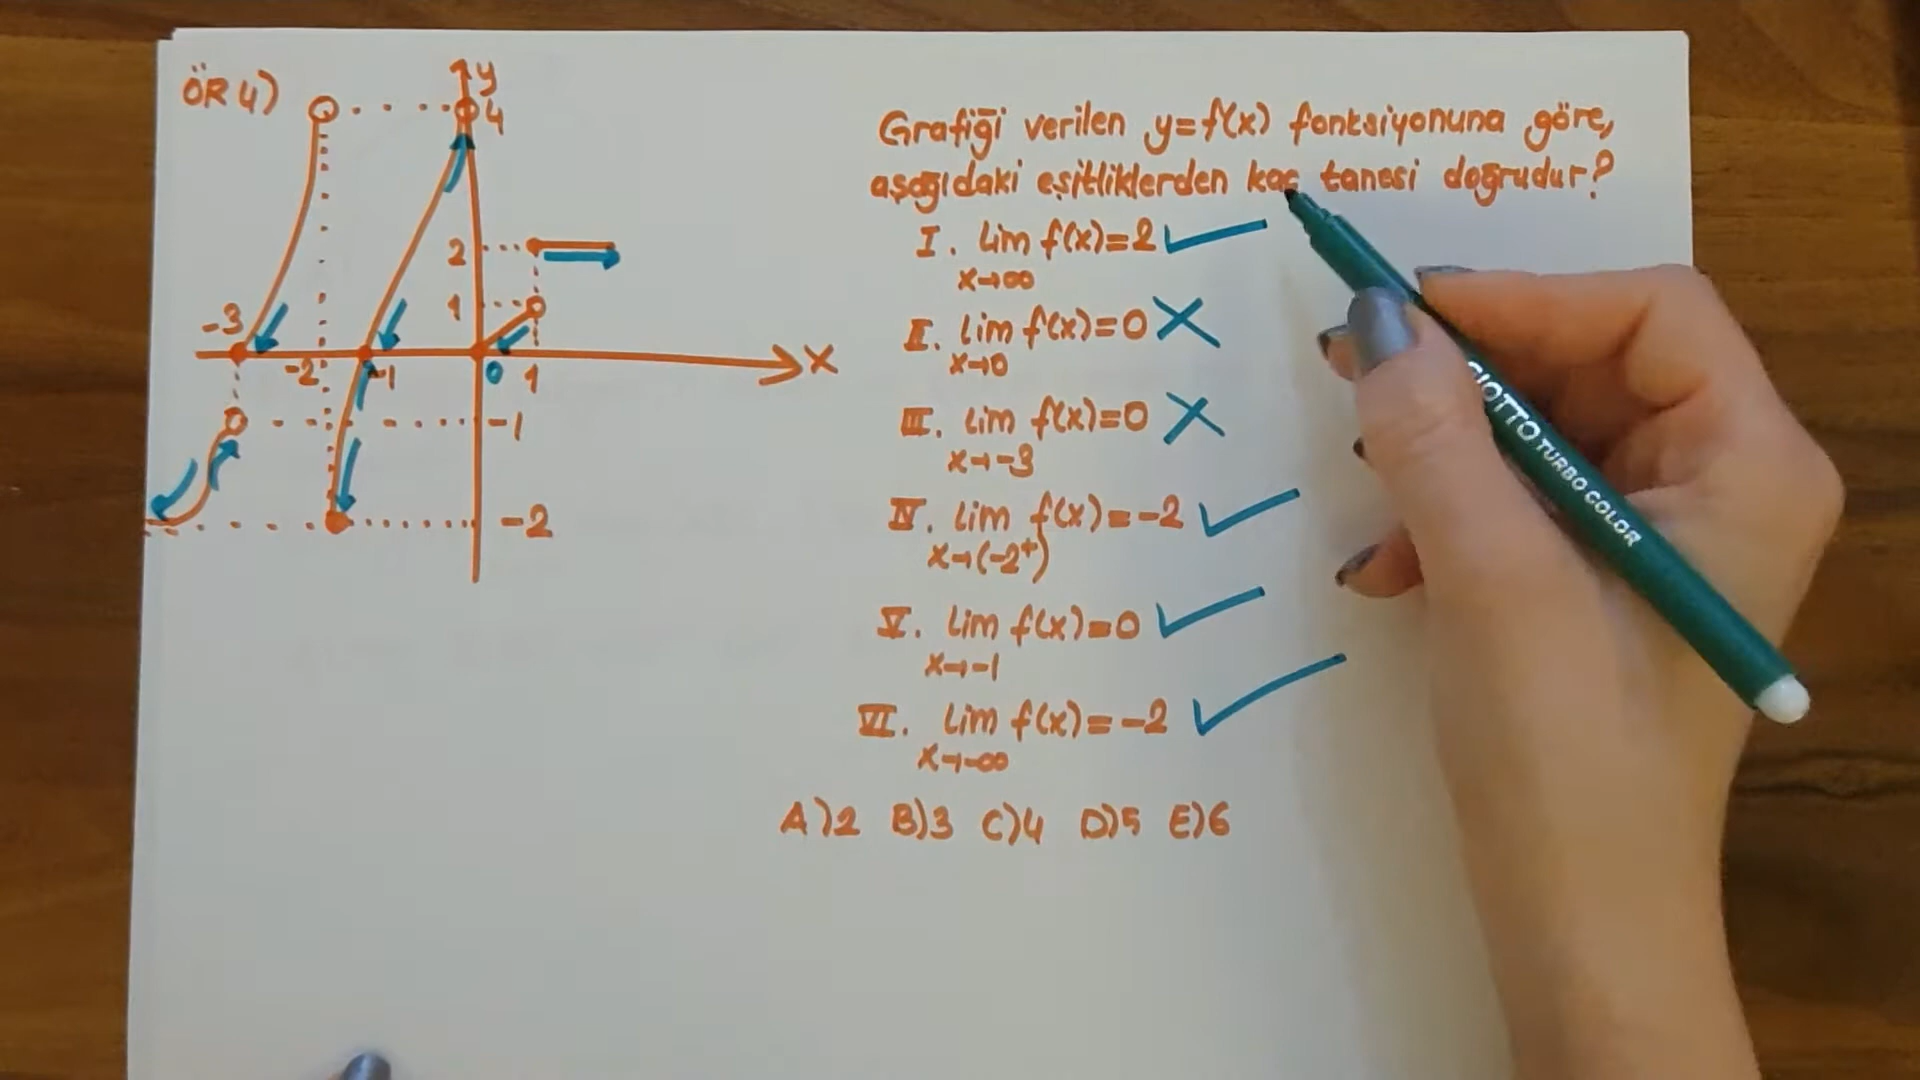 ÖR 4)
y
4
2
1
-3
-2
-1
0
1
x
-1
-2
Grafiği verilen y=f(x) fonksiyonuna göre,
aşağıdaki eşitliklerden kaç tanesi doğrudur?
I. lim f(x)=2
x→∞
II. lim f(x)=0
x→0
III. lim f(x)=0
x→-3
IV. lim f(x)=-2
x→(-2⁺)
V. lim f(x)=0
x→-1
VI. lim f(x)=-2
x→-∞
A)2 B)3 C)4 D)5 E)6
GIOTTO TURBO COLOR